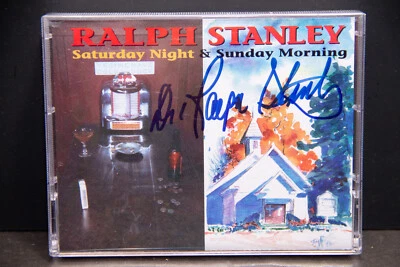 RALPH STANLEY
Saturday Night & Sunday Morning
Dr. Ralph Stanley